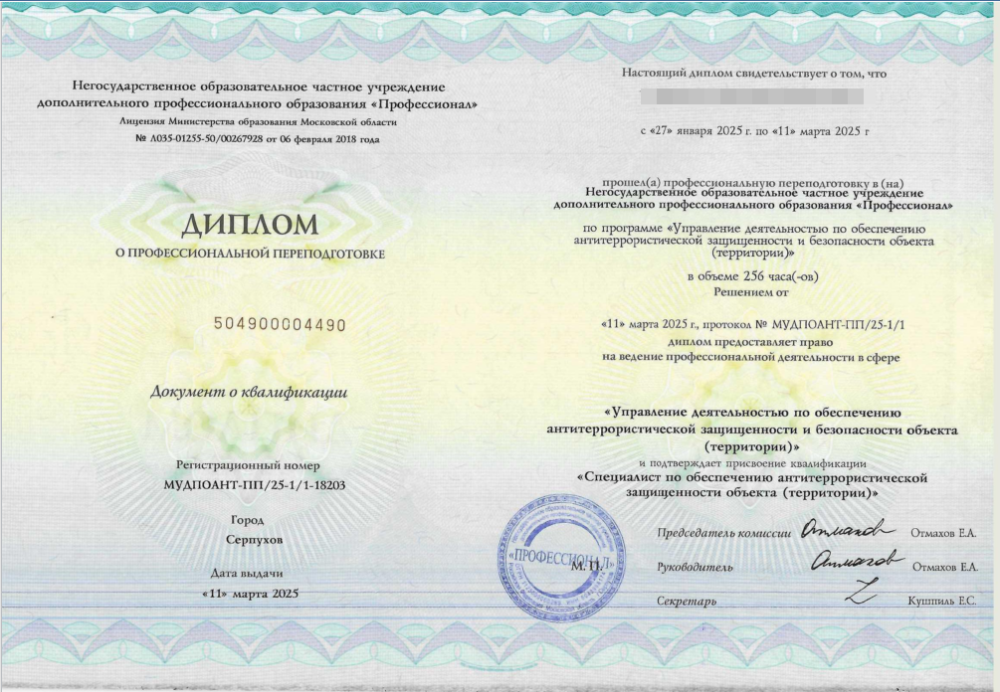 Негосударственное образовательное частное учреждение
дополнительного профессионального образования «Профессионал»
Лицензия Министерства образования Московской области
№ Л035-01255-50/00267928 от 06 февраля 2018 года
ДИПЛОМ
О ПРОФЕССИОНАЛЬНОЙ ПЕРЕПОДГОТОВКЕ
504900004490
Документ о квалификации
Регистрационный номер
МУДПОАНТ-ПП/25-1/1-18203
Город
Серпухов
Дата выдачи
«11» марта 2025
Настоящий диплом свидетельствует о том, что
с «27» января 2025 г. по «11» марта 2025 г
прошел(а) профессиональную переподготовку в (на)
Негосударственное образовательное частное учреждение
дополнительного профессионального образования «Профессионал»
по программе «Управление деятельностью по обеспечению
антитеррористической защищенности и безопасности объекта
(территории)»
в объеме 256 часа(-ов)
Решением от
«11» марта 2025 г., протокол № МУДПОАНТ-ПП/25-1/1
диплом предоставляет право
на ведение профессиональной деятельности в сфере
«Управление деятельностью по обеспечению
антитеррористической защищенности и безопасности объекта
(территории)»
и подтверждает присвоение квалификации
«Специалист по обеспечению антитеррористической
защищенности объекта (территории)»
Председатель комиссии Отмахов Отмахов Е.А.
«ПРОФЕССИОНАЛ»
М. П.
Руководитель Отмахов Отмахов Е.А.
Секретарь Кушпиль Е.С.